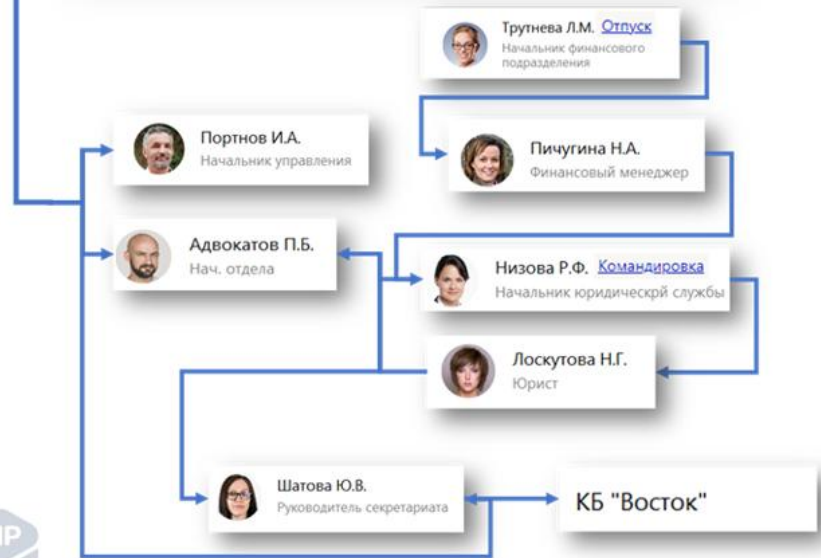 Трутнева Л.М. Отпуск
Начальник финансового
подразделения
Портнов И.А.
Начальник управления
Пичугина Н.А.
Финансовый менеджер
Адвокатов П.Б.
Нач. отдела
Низова Р.Ф. Командировка
Начальник юридическрй службы
Лоскутова Н.Г.
Юрист
Шатова Ю.В.
Руководитель секретариата
КБ "Восток"